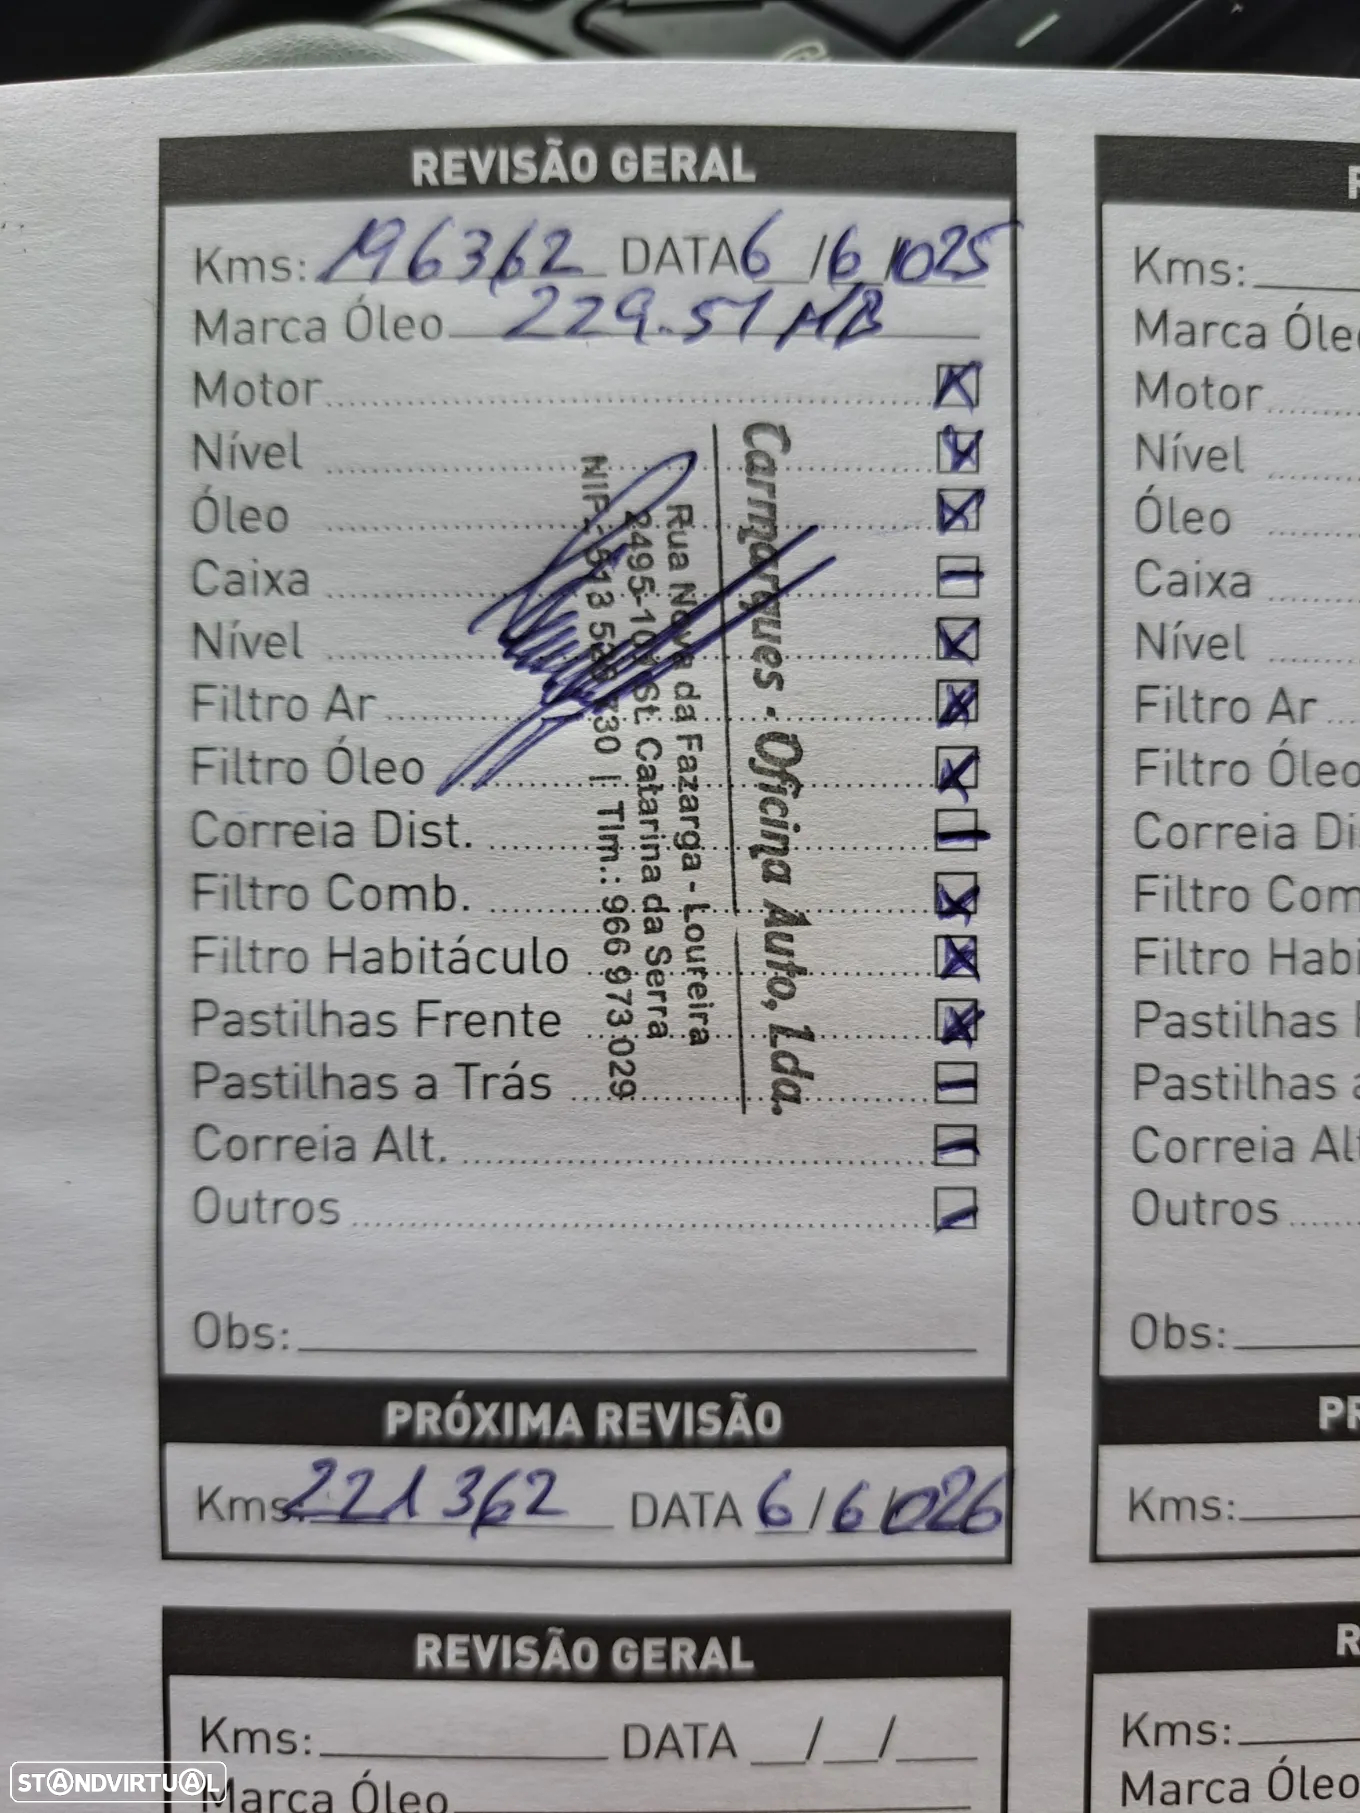 REVISÃO GERAL
Kms: 196362 DATA 6/6/025
Marca Óleo 229.51 MB
Motor
Nível
Óleo
Caixa
Nível
Filtro Ar
Filtro Óleo
Correia Dist.
Filtro Comb.
Filtro Habitáculo
Pastilhas Frente
Pastilhas a Trás
Correia Alt.
Outros
Obs:
Carmarques - Oficina Auto, Lda.
Rua Nova da Fazarga - Loureira
St. Catarina da Serra
Tlm.: 966 973 029
PRÓXIMA REVISÃO
Kms: 221362 DATA 6/6/026
REVISÃO GERAL
Kms: DATA / /
Marca Óleo
Kms:
Marca Óleo
Motor
Nível
Óleo
Caixa
Nível
Filtro Ar
Filtro Óleo
Correia Di
Filtro Com
Filtro Habi
Pastilhas
Pastilhas a
Correia Alt
Outros
Obs:
PR
Kms:
R
Kms:
Marca Óleo
STANDVIRTUAL